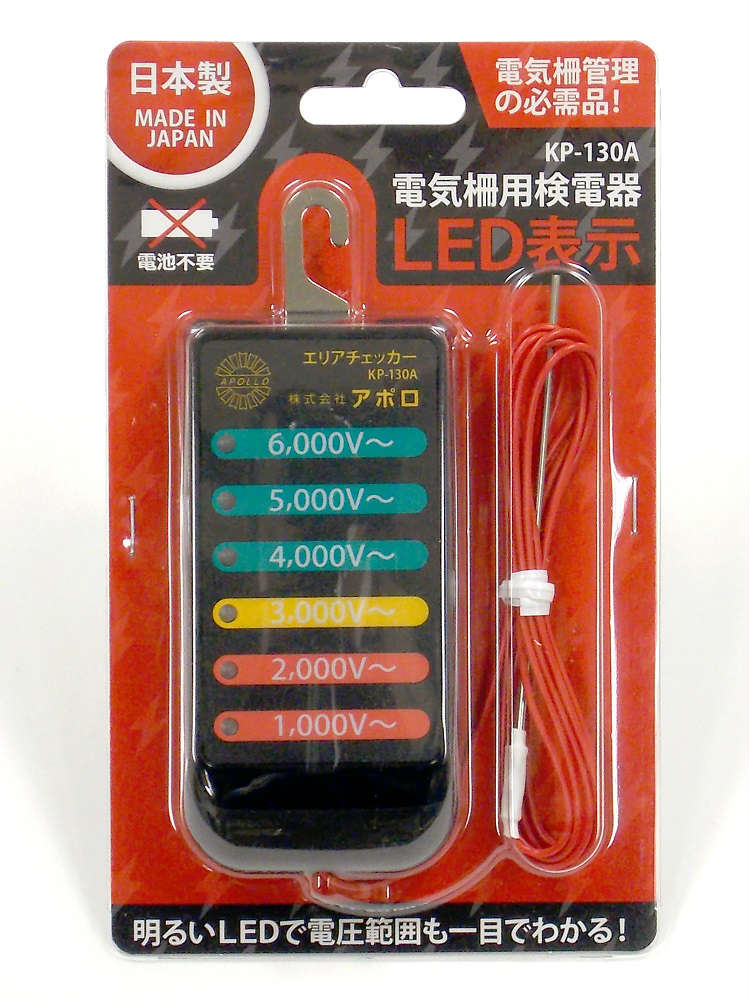 日本製
MADE IN
JAPAN
電気柵管理
の必需品!
KP-130A
電気柵用検電器
LED表示
電池不要
APOLLO
エリアチェッカー
KP-130A
株式会社 アポロ
6,000V～
5,000V～
4,000V～
3,000V～
2,000V～
1,000V～
明るいLEDで電圧範囲も一目でわかる!